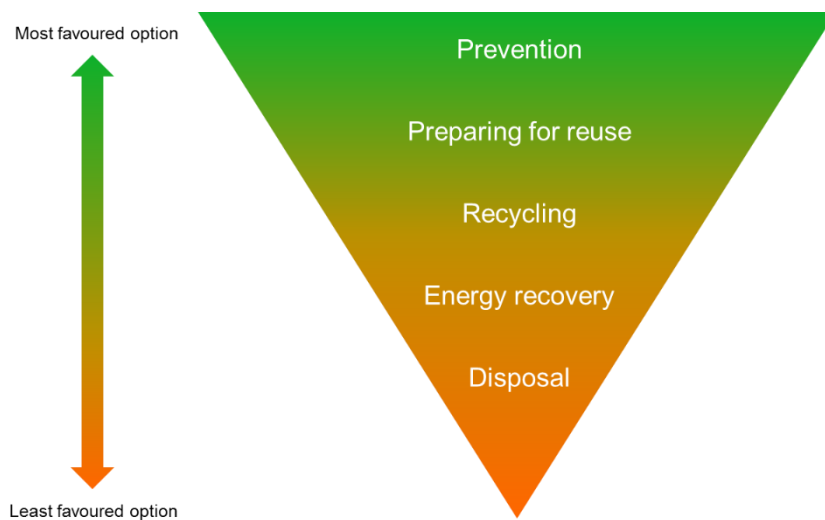 Most favoured option
Prevention
Preparing for reuse
Recycling
Energy recovery
Disposal
Least favoured option